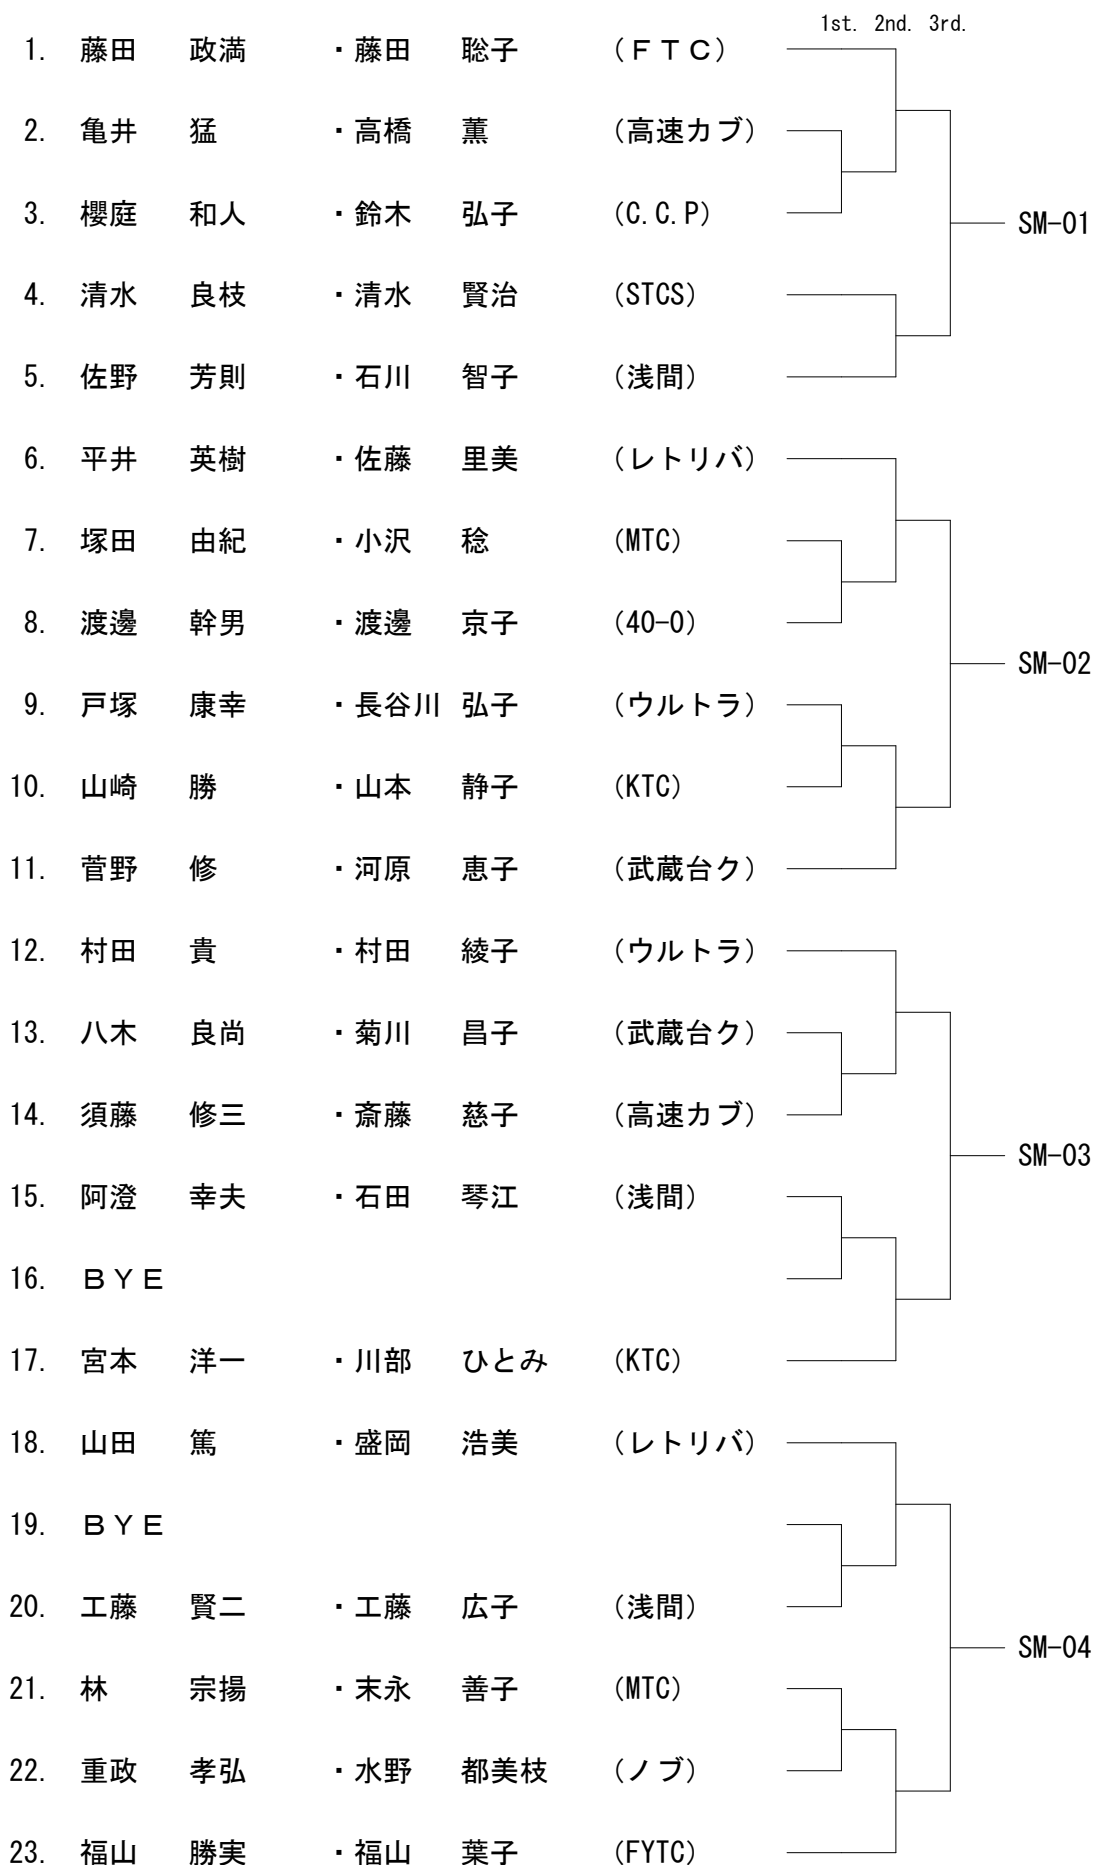 1st. 2nd. 3rd.
1. 藤田 政満 ・藤田 聡子 (ＦＴＣ)
2. 亀井 猛 ・高橋 薫 (高速カブ)
3. 櫻庭 和人 ・鈴木 弘子 (C.C.P)
SM-01
4. 清水 良枝 ・清水 賢治 (STCS)
5. 佐野 芳則 ・石川 智子 (浅間)
6. 平井 英樹 ・佐藤 里美 (レトリバ)
7. 塚田 由紀 ・小沢 稔 (MTC)
8. 渡邊 幹男 ・渡邊 京子 (40-0)
SM-02
9. 戸塚 康幸 ・長谷川 弘子 (ウルトラ)
10. 山崎 勝 ・山本 静子 (KTC)
11. 菅野 修 ・河原 恵子 (武蔵台ク)
12. 村田 貴 ・村田 綾子 (ウルトラ)
13. 八木 良尚 ・菊川 昌子 (武蔵台ク)
14. 須藤 修三 ・斎藤 慈子 (高速カブ)
SM-03
15. 阿澄 幸夫 ・石田 琴江 (浅間)
16. ＢＹＥ
17. 宮本 洋一 ・川部 ひとみ (KTC)
18. 山田 篤 ・盛岡 浩美 (レトリバ)
19. ＢＹＥ
20. 工藤 賢二 ・工藤 広子 (浅間)
SM-04
21. 林 宗揚 ・末永 善子 (MTC)
22. 重政 孝弘 ・水野 都美枝 (ノブ)
23. 福山 勝実 ・福山 葉子 (FYTC)